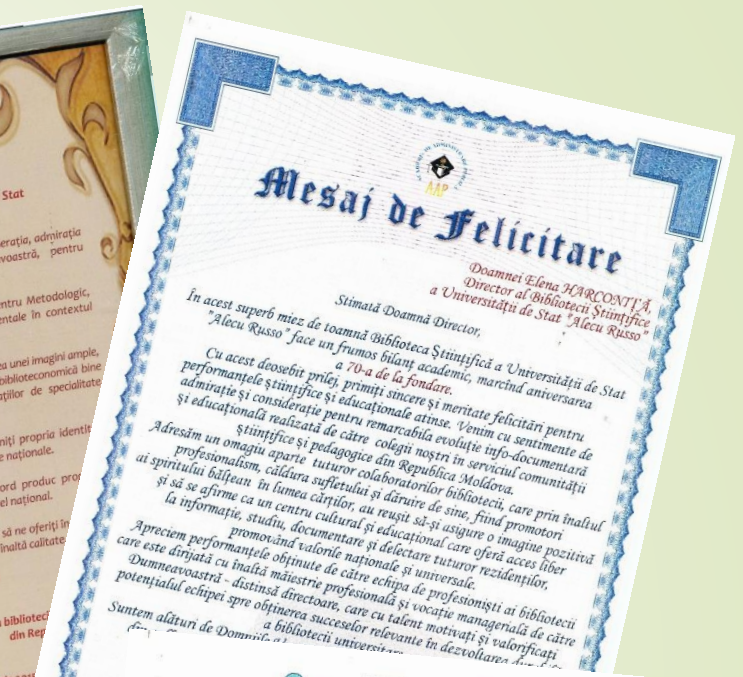 Stat
erația, admirația
voastră, pentru
ntru Metodologic,
entale în contextul
ea unei imagini ample,
biblioteconomică bine
țiilor de specialitate
niți propria identit
e naționale.
ord produc pro
el național.
să ne oferiți în
înaltă calitate
bibliotec
din Rep
AAP
Mesaj de Felicitare
Doamnei Elena HARCONIȚĂ,
Director al Bibliotecii Științifice
a Universității de Stat "Alecu Russo"
Stimată Doamnă Director,
În acest superb miez de toamnă Biblioteca Științifică a Universității de Stat
"Alecu Russo" face un frumos bilanț academic, marcînd aniversarea
a 70-a de la fondare.
Cu acest deosebit prilej, primiți sincere și meritate felicitări pentru
performanțele științifice și educaționale atinse. Venim cu sentimente de
admirație și considerație pentru remarcabila evoluție info-documentară
și educațională realizată de către colegii noștri în serviciul comunității
științifice și pedagogice din Republica Moldova.
Adresăm un omagiu aparte tuturor colaboratorilor bibliotecii, care prin înaltul
profesionalism, căldura sufletului și dăruire de sine, fiind promotori
ai spiritului bălțean în lumea cărților, au reușit să-și asigure o imagine pozitivă
și să se afirme ca un centru cultural și educațional care oferă acces liber
la informație, studiu, documentare și delectare tuturor rezidenților,
promovând valorile naționale și universale.
Apreciem performanțele obținute de către echipa de profesioniști ai bibliotecii
care este dirijată cu înaltă măiestrie profesională și vocație managerială de către
Dumneavoastră - distinsă directoare, care cu talent motivați și valorificați
potențialul echipei spre obținerea succeselor relevante în dezvoltarea
a bibliotecii universitare
Suntem alături de